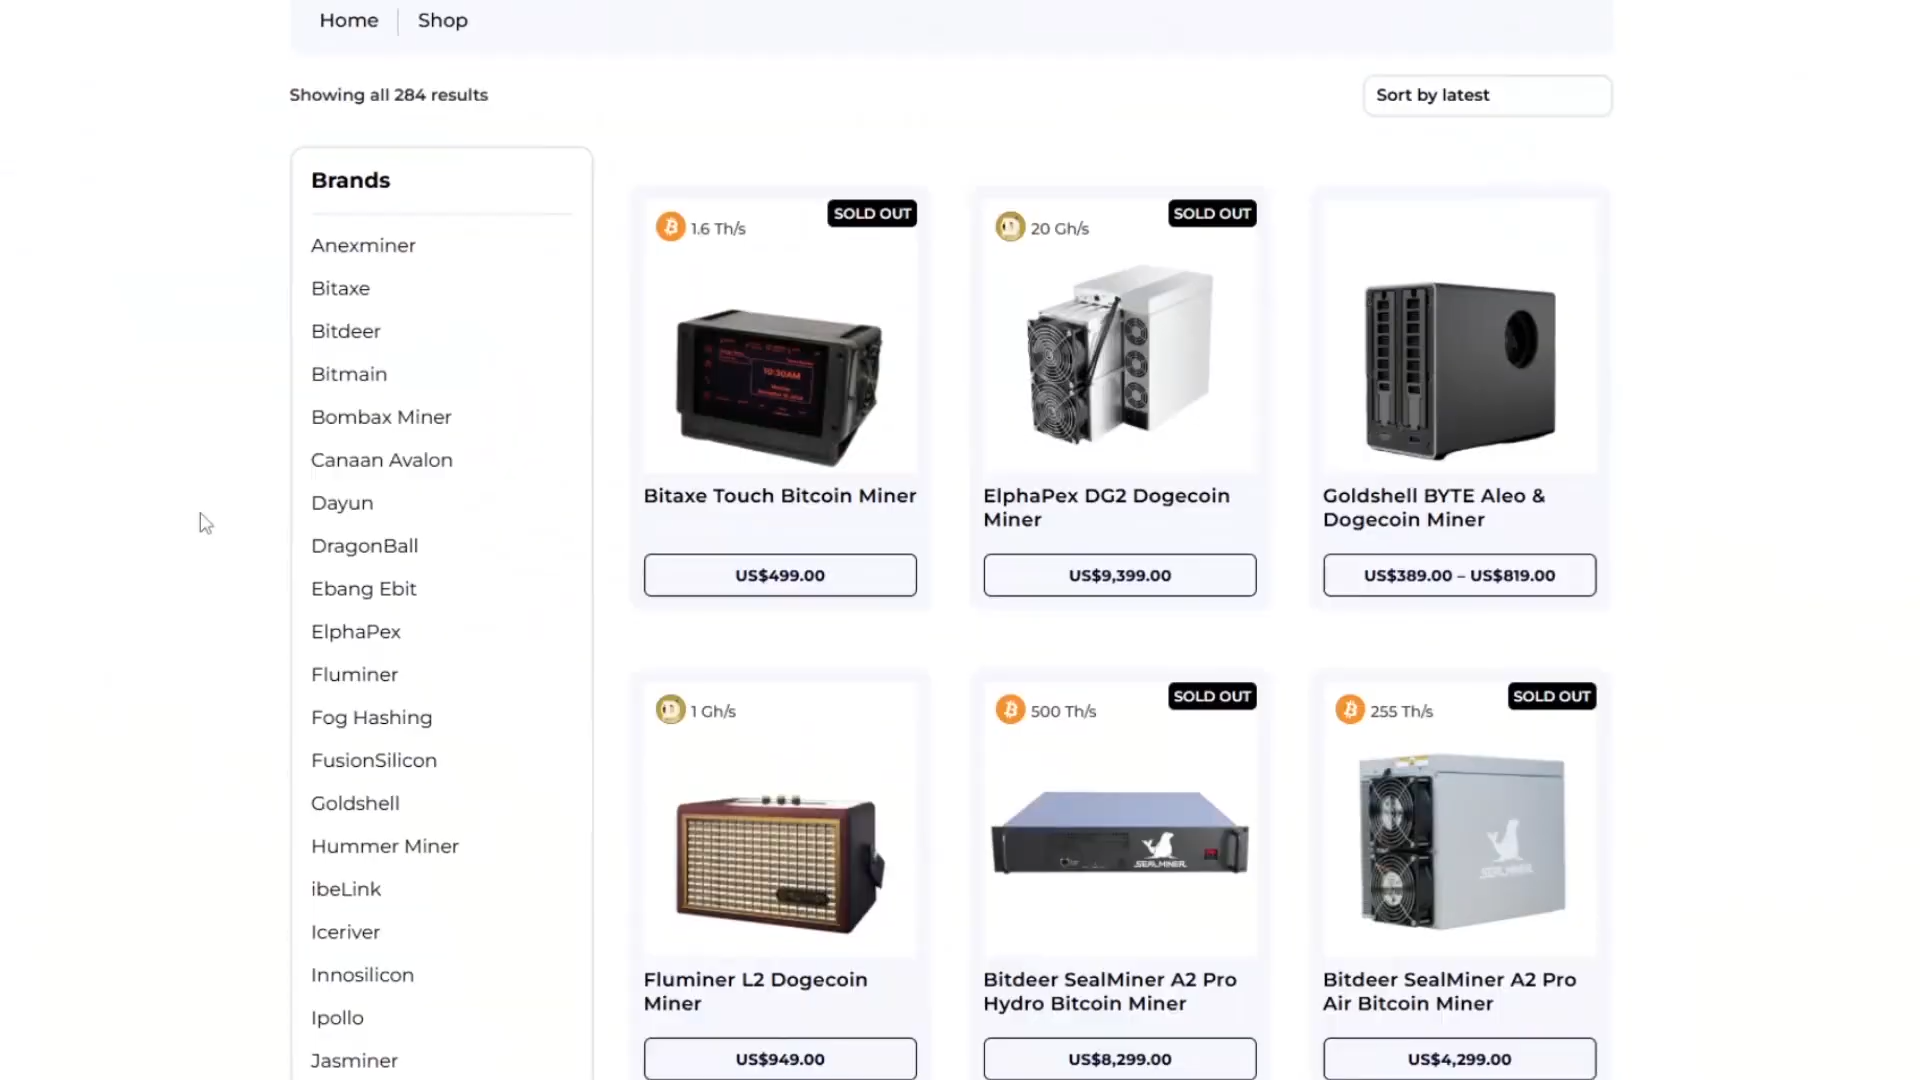 Home
Shop
Showing all 284 results
Sort by latest
Brands
Anexminer
Bitaxe
Bitdeer
Bitmain
Bombax Miner
Canaan Avalon
Dayun
DragonBall
Ebang Ebit
ElphaPex
Fluminer
Fog Hashing
FusionSilicon
Goldshell
Hummer Miner
ibeLink
Iceriver
Innosilicon
Ipollo
Jasminer
1.6 Th/s
SOLD OUT
10:30AM
Bitaxe Touch Bitcoin Miner
US$499.00
20 Gh/s
SOLD OUT
ElphaPex DG2 Dogecoin
Miner
US$9,399.00
Goldshell BYTE Aleo &
Dogecoin Miner
US$389.00 – US$819.00
1 Gh/s
Fluminer L2 Dogecoin
Miner
US$949.00
500 Th/s
SOLD OUT
SEALMINER
Bitdeer SealMiner A2 Pro
Hydro Bitcoin Miner
US$8,299.00
255 Th/s
SOLD OUT
SEALMINER
Bitdeer SealMiner A2 Pro
Air Bitcoin Miner
US$4,299.00